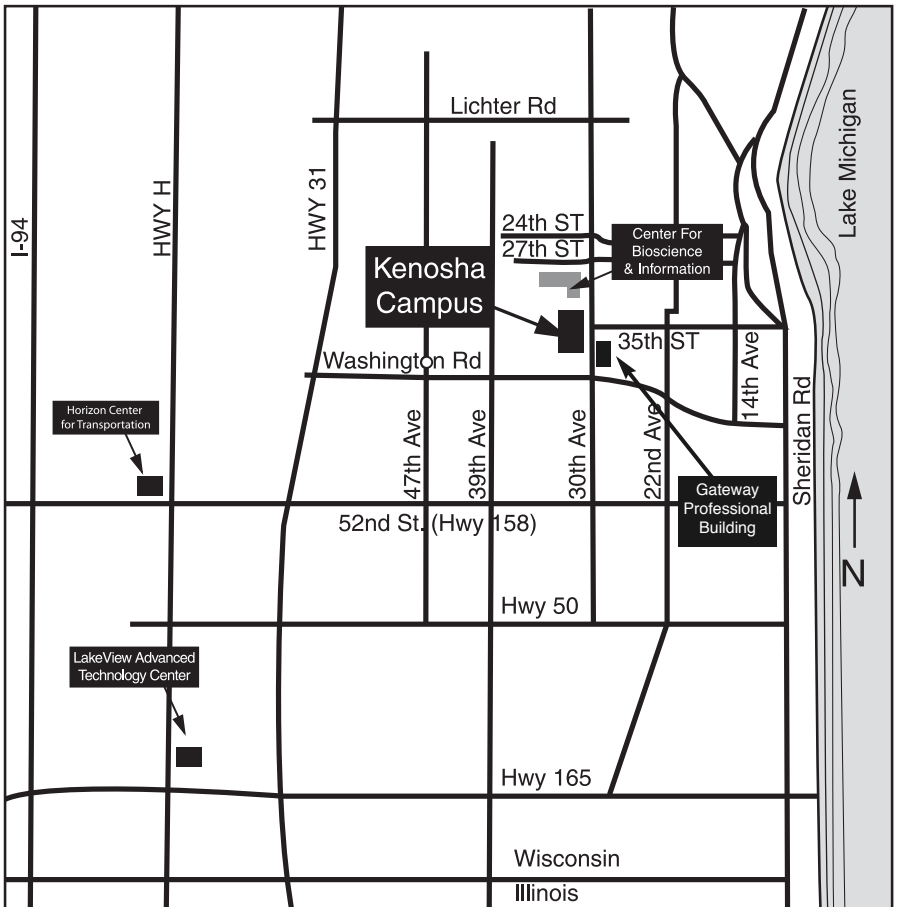 Lichter Rd
Lake Michigan
I-94
HWY H
HWY 31
24th ST
27th ST
Center For
Bioscience
& Information
Kenosha
Campus
35th ST
Washington Rd
14th Ave
Horizon Center
for Transportation
47th Ave
39th Ave
30th Ave
22nd Ave
Sheridan Rd
Gateway
Professional
Building
52nd St. (Hwy 158)
N
Hwy 50
LakeView Advanced
Technology Center
Hwy 165
Wisconsin
Illinois